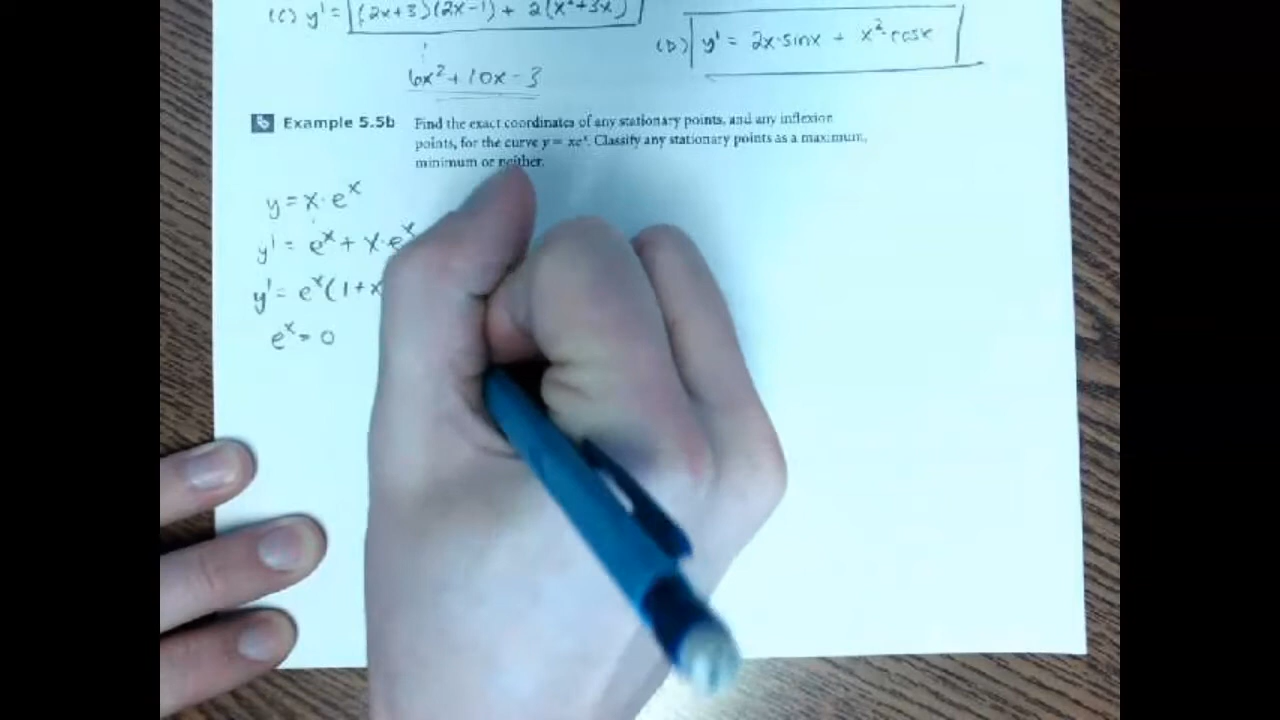 (C) y' = (2x+3)(2x-1) + 2(x²+3x)
6x² + 10x - 3
(D) y' = 2x·sinx + x²·cosx
Example 5.5b Find the exact coordinates of any stationary points, and any inflexion
points, for the curve y = xeˣ. Classify any stationary points as a maximum,
minimum or neither.
y = x·eˣ
y' = eˣ + x·eˣ
y' = eˣ(1+x
eˣ = 0